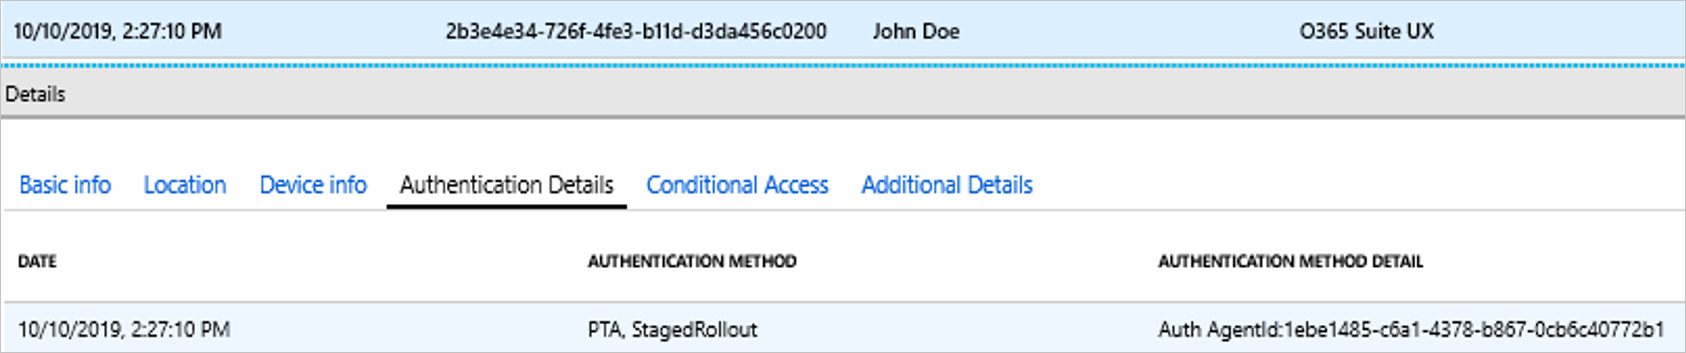 10/10/2019, 2:27:10 PM 2b3e4e34-726f-4fe3-b11d-d3da456c0200 John Doe O365 Suite UX
Details
Basic info Location Device info Authentication Details Conditional Access Additional Details
DATE AUTHENTICATION METHOD AUTHENTICATION METHOD DETAIL
10/10/2019, 2:27:10 PM PTA, StagedRollout Auth AgentId:1ebe1485-c6a1-4378-b867-0cb6c40772b1